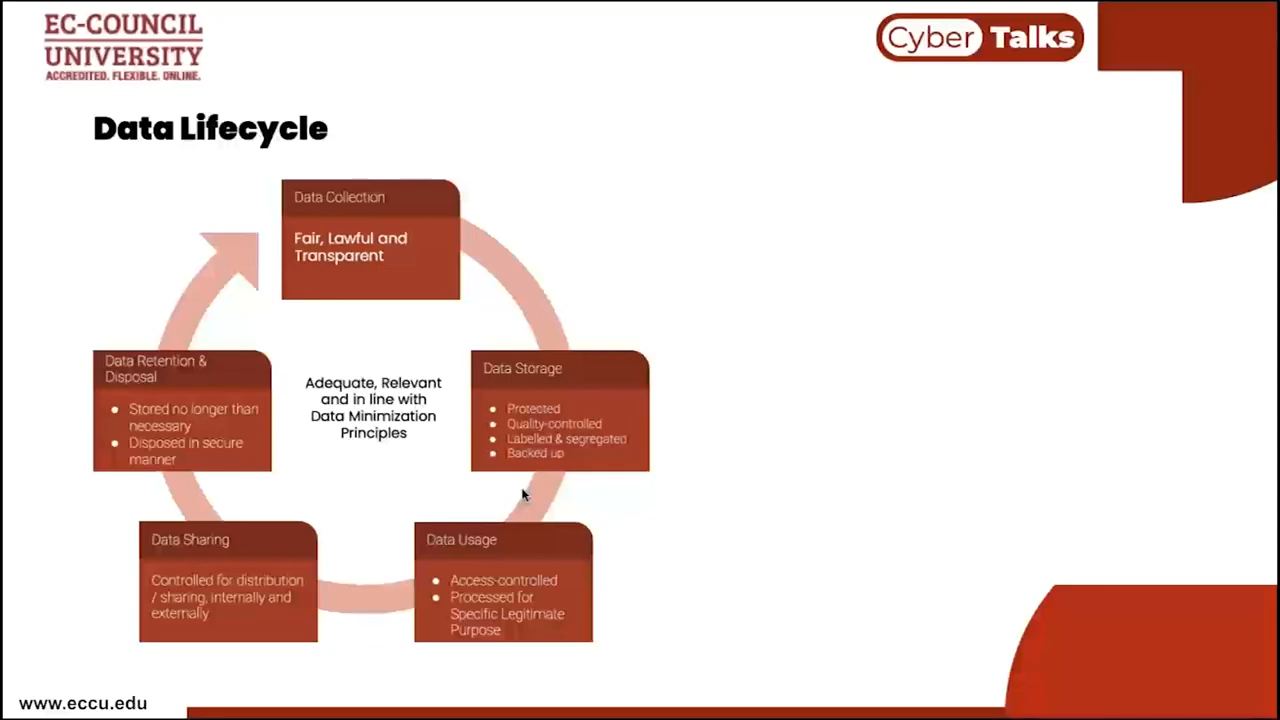 EC-COUNCIL
UNIVERSITY
ACCREDITED. FLEXIBLE. ONLINE.
Cyber Talks
Data Lifecycle
Data Collection
Fair, Lawful and
Transparent
Data Storage
● Protected
● Quality-controlled
● Labelled & segregated
● Backed up
Data Usage
● Access-controlled
● Processed for
Specific Legitimate
Purpose
Data Sharing
Controlled for distribution
/ sharing, internally and
externally
Data Retention &
Disposal
● Stored no longer than
necessary
● Disposed in secure
manner
Adequate, Relevant
and in line with
Data Minimization
Principles
www.eccu.edu